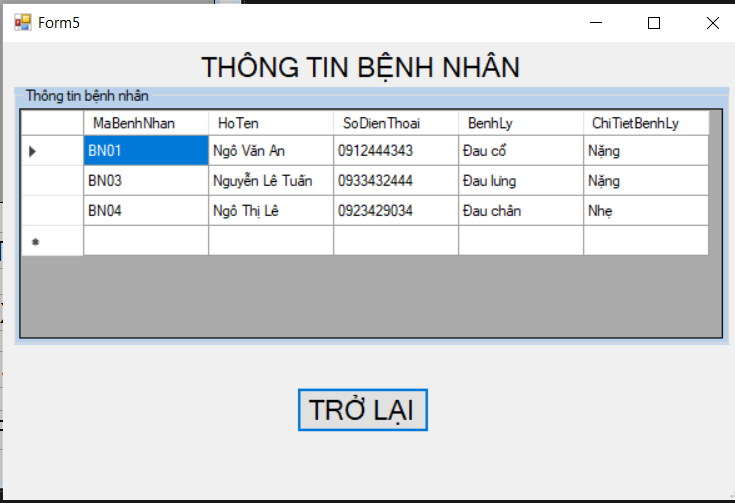 Form5
THÔNG TIN BỆNH NHÂN
Thông tin bệnh nhân
MaBenhNhan HoTen SoDienThoai BenhLy ChiTietBenhLy
BN01 Ngô Văn An 0912444343 Đau cổ Nặng
BN03 Nguyễn Lê Tuấn 0933432444 Đau lưng Nặng
BN04 Ngô Thị Lê 0923429034 Đau chân Nhẹ
TRỞ LẠI